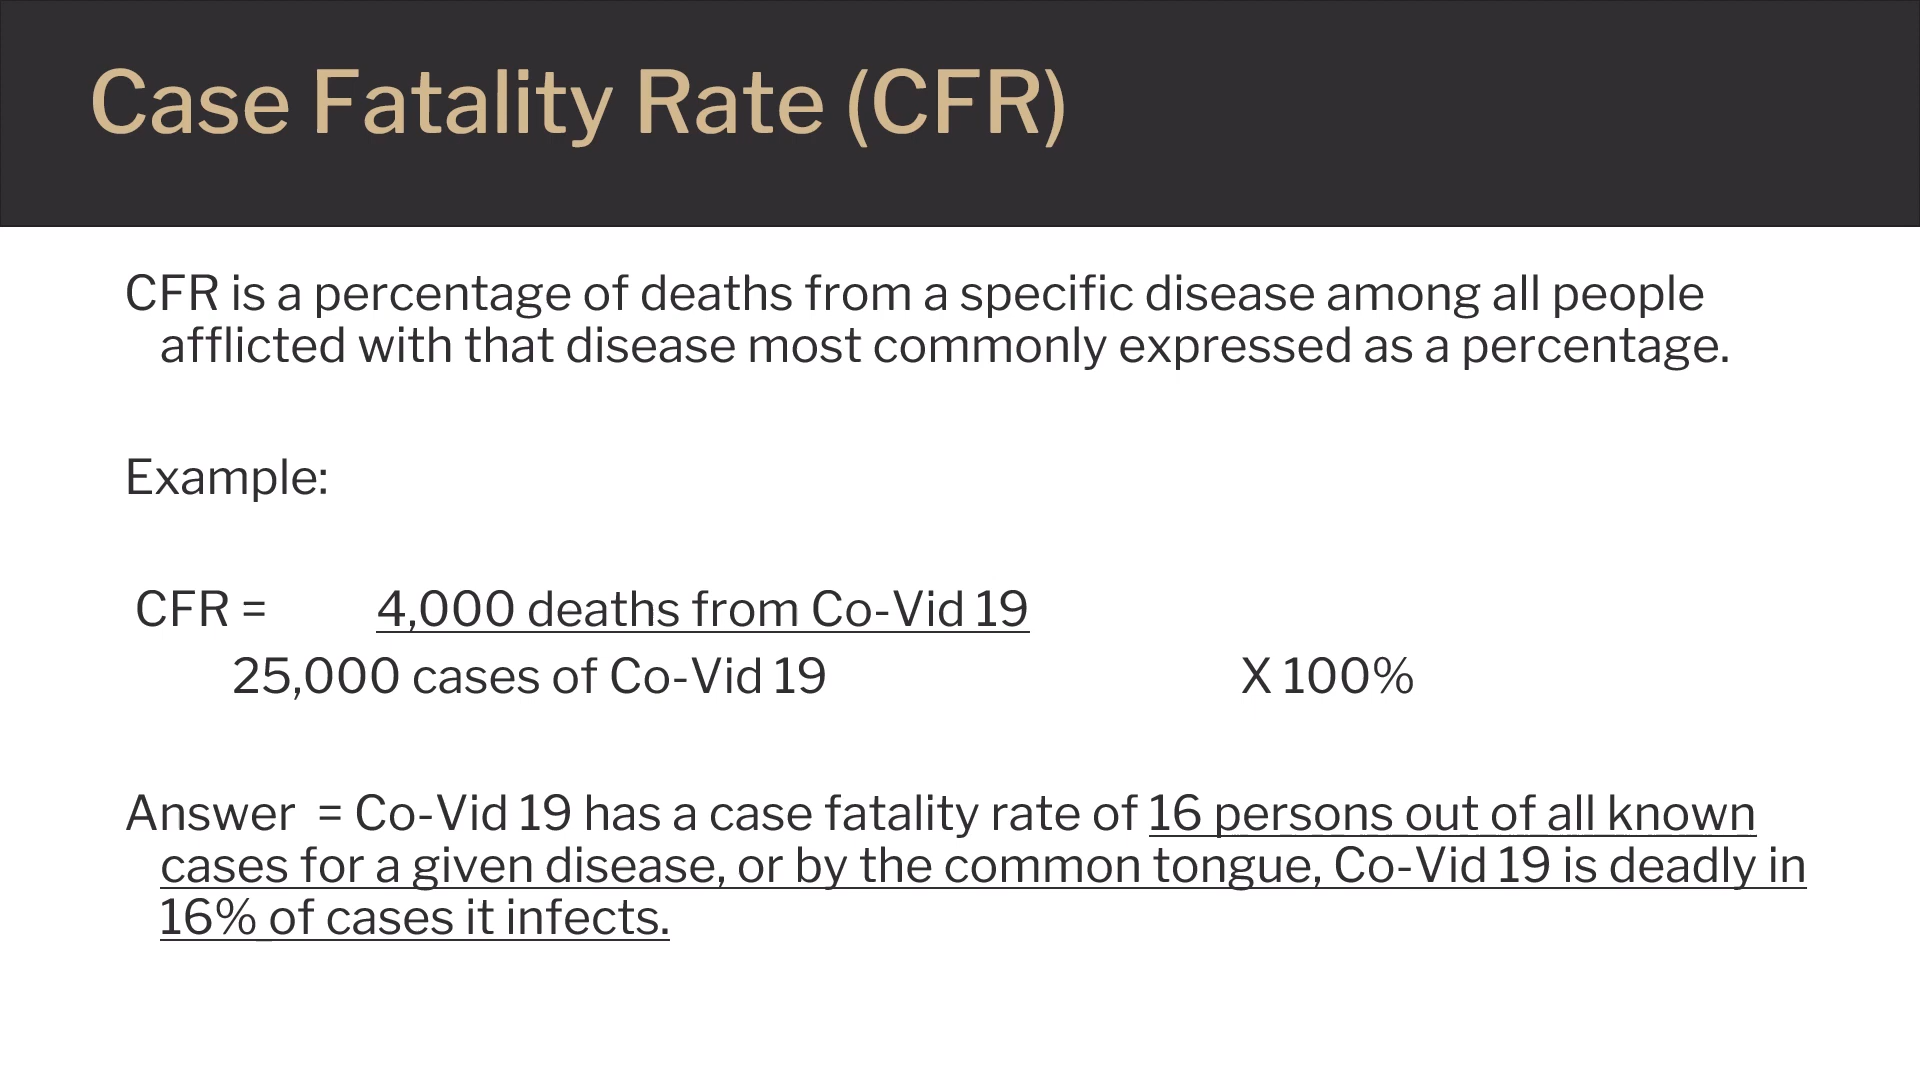 Case Fatality Rate (CFR)
CFR is a percentage of deaths from a specific disease among all people
afflicted with that disease most commonly expressed as a percentage.
Example:
CFR = 4,000 deaths from Co-Vid 19
25,000 cases of Co-Vid 19 X 100%
Answer = Co-Vid 19 has a case fatality rate of 16 persons out of all known
cases for a given disease, or by the common tongue, Co-Vid 19 is deadly in
16% of cases it infects.